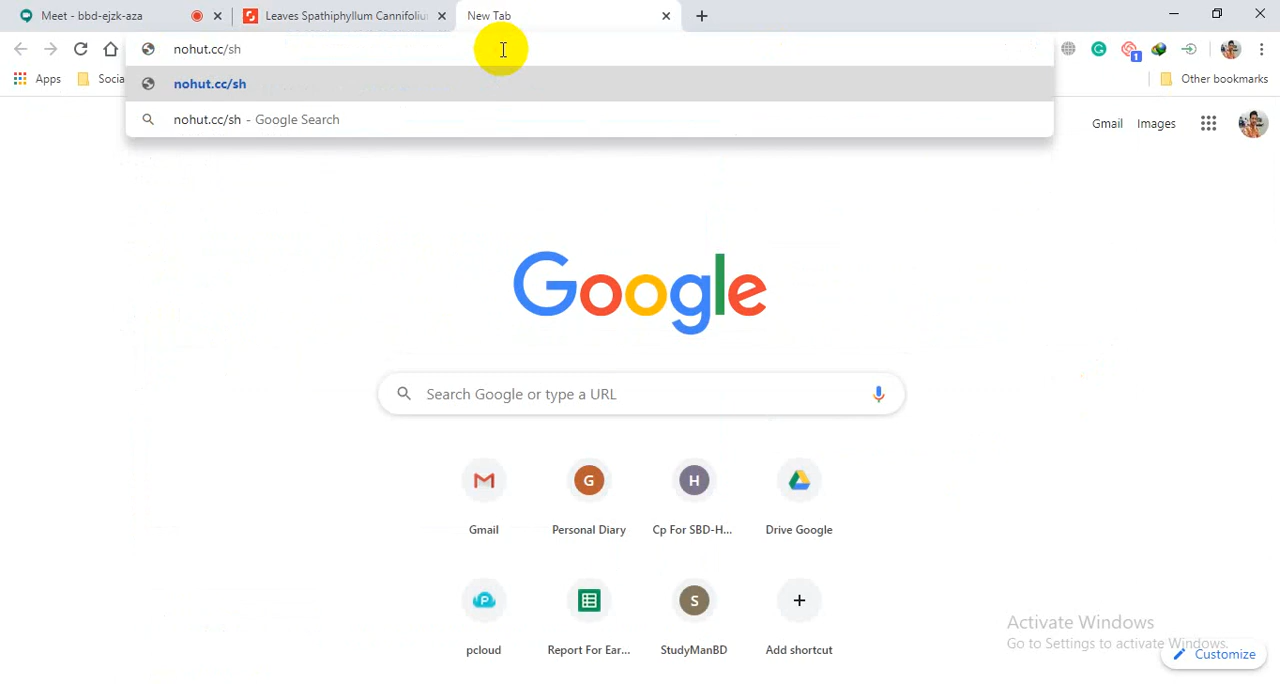 Meet - bbd-ejzk-aza
Leaves Spathiphyllum Cannifoliu
New Tab
nohut.cc/sh
1
Apps
Socia
nohut.cc/sh
Other bookmarks
nohut.cc/sh - Google Search
Gmail
Images
Google
Search Google or type a URL
G
H
Gmail
Personal Diary
Cp For SBD-H...
Drive Google
P
S
pcloud
Report For Ear...
StudyManBD
Add shortcut
Activate Windows
Go to Settings to activate Windows.
Customize